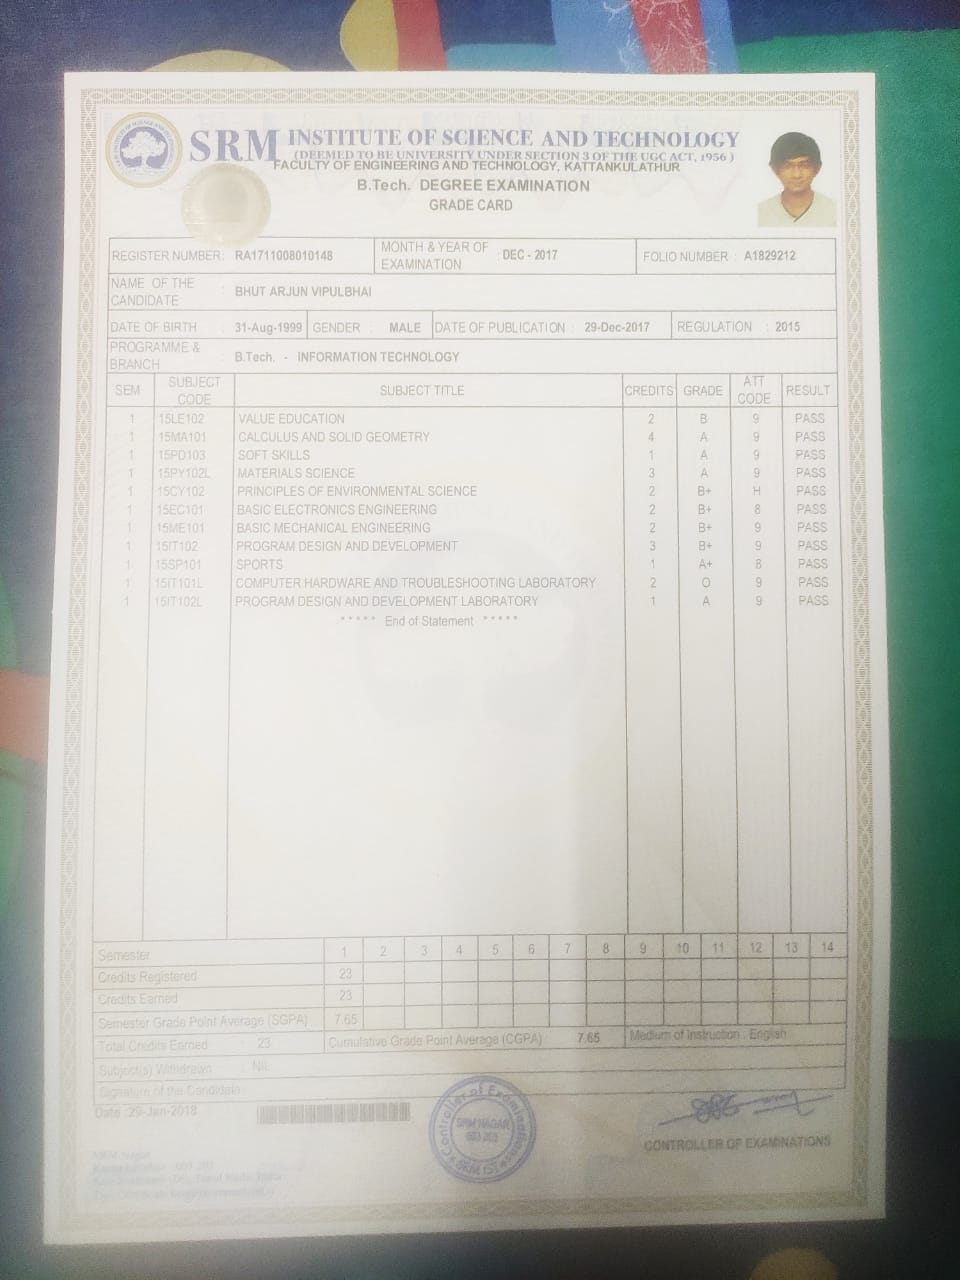 SRM INSTITUTE OF SCIENCE AND TECHNOLOGY
(DEEMED TO BE UNIVERSITY UNDER SECTION 3 OF THE UGC ACT, 1956 )
FACULTY OF ENGINEERING AND TECHNOLOGY, KATTANKULATHUR
B.Tech. DEGREE EXAMINATION
GRADE CARD
REGISTER NUMBER: RA1711008010148 MONTH & YEAR OF EXAMINATION : DEC - 2017 FOLIO NUMBER : A1829212
NAME OF THE CANDIDATE : BHUT ARJUN VIPULBHAI
DATE OF BIRTH : 31-Aug-1999 GENDER : MALE DATE OF PUBLICATION : 29-Dec-2017 REGULATION : 2015
PROGRAMME & BRANCH : B.Tech. - INFORMATION TECHNOLOGY
SEM SUBJECT CODE SUBJECT TITLE CREDITS GRADE ATT CODE RESULT
1 15LE102 VALUE EDUCATION 2 B 9 PASS
1 15MA101 CALCULUS AND SOLID GEOMETRY 4 A 9 PASS
1 15PD103 SOFT SKILLS 1 A 9 PASS
1 15PY102L MATERIALS SCIENCE 3 A 9 PASS
1 15CY102 PRINCIPLES OF ENVIRONMENTAL SCIENCE 2 B+ H PASS
1 15EC101 BASIC ELECTRONICS ENGINEERING 2 B+ 8 PASS
1 15ME101 BASIC MECHANICAL ENGINEERING 2 B+ 9 PASS
1 15IT102 PROGRAM DESIGN AND DEVELOPMENT 3 B+ 9 PASS
1 15SP101 SPORTS 1 A+ 8 PASS
1 15IT101L COMPUTER HARDWARE AND TROUBLESHOOTING LABORATORY 2 O 9 PASS
1 15IT102L PROGRAM DESIGN AND DEVELOPMENT LABORATORY 1 A 9 PASS
***** End of Statement *****
Semester 1 2 3 4 5 6 7 8 9 10 11 12 13 14
Credits Registered 23
Credits Earned 23
Semester Grade Point Average (SGPA) 7.65
Total Credits Earned : 23 Cumulative Grade Point Average (CGPA) : 7.65 Medium of Instruction : English
Subject(s) Withdrawn : NIL
Signature of the Candidate
Date :29-Jan-2018
Controller of Examinations
SRM NAGAR
603 203
SRM IST
CONTROLLER OF EXAMINATIONS
SRM Nagar